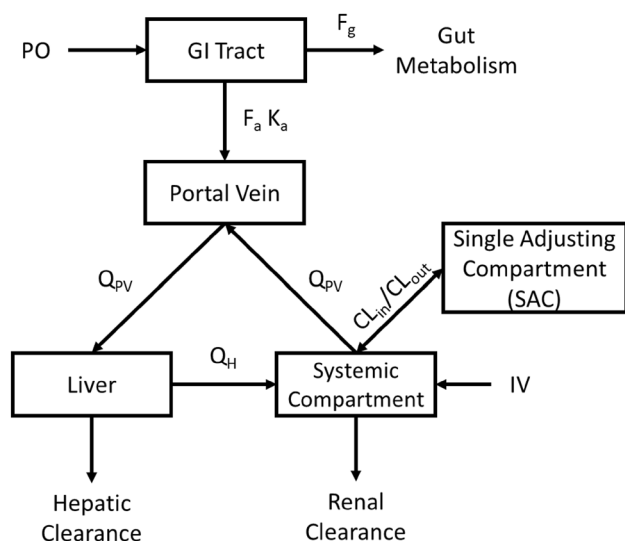 PO
GI Tract
F_g
Gut
Metabolism
F_a K_a
Portal Vein
Q_PV
Q_PV
CL_in/CL_out
Single Adjusting
Compartment
(SAC)
Liver
Q_H
Systemic
Compartment
IV
Hepatic
Clearance
Renal
Clearance